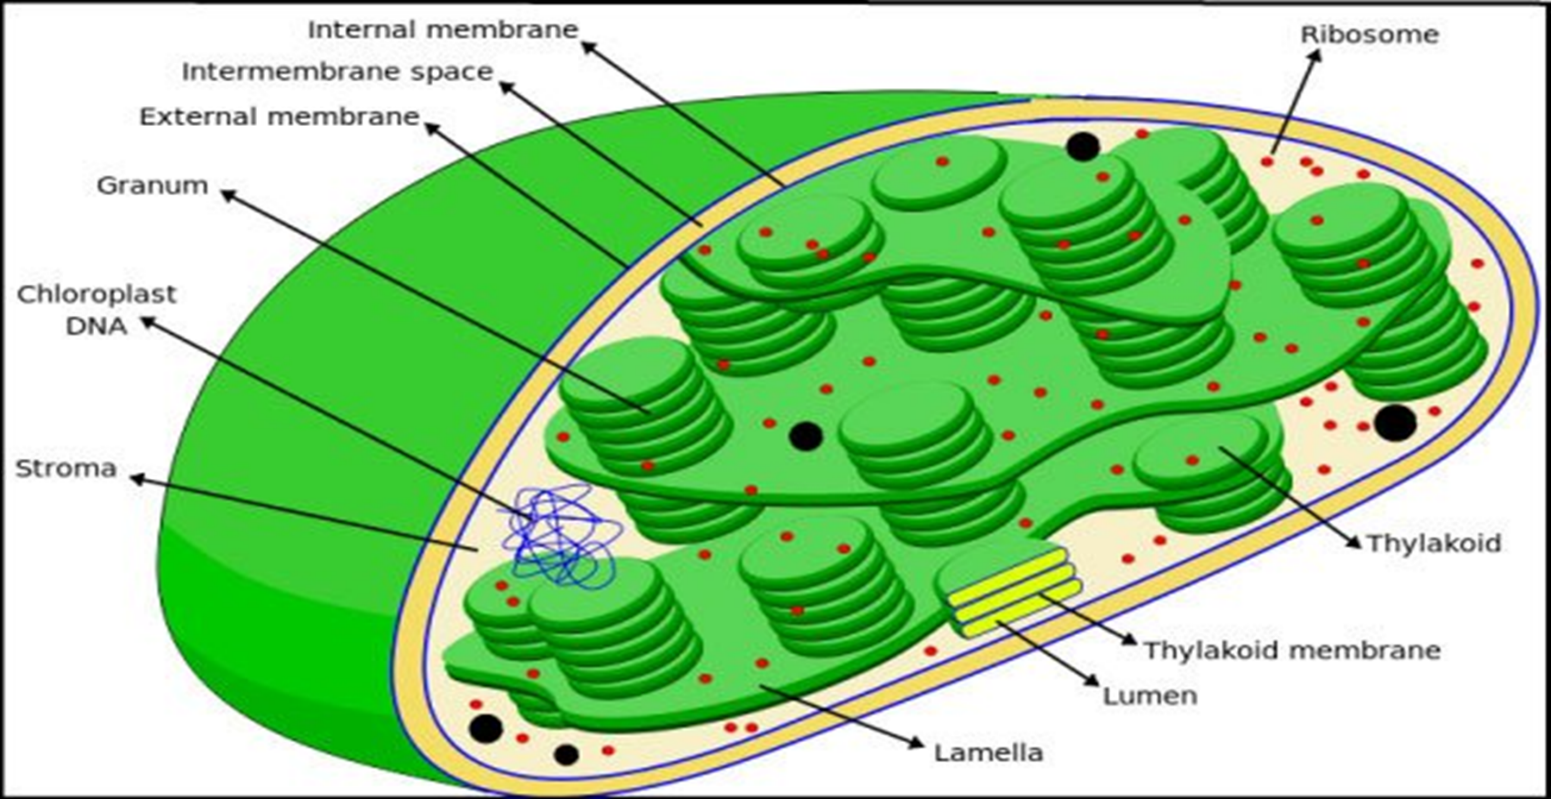 Internal membrane
Intermembrane space
External membrane
Granum
Chloroplast
DNA
Stroma
Ribosome
Thylakoid
Thylakoid membrane
Lumen
Lamella